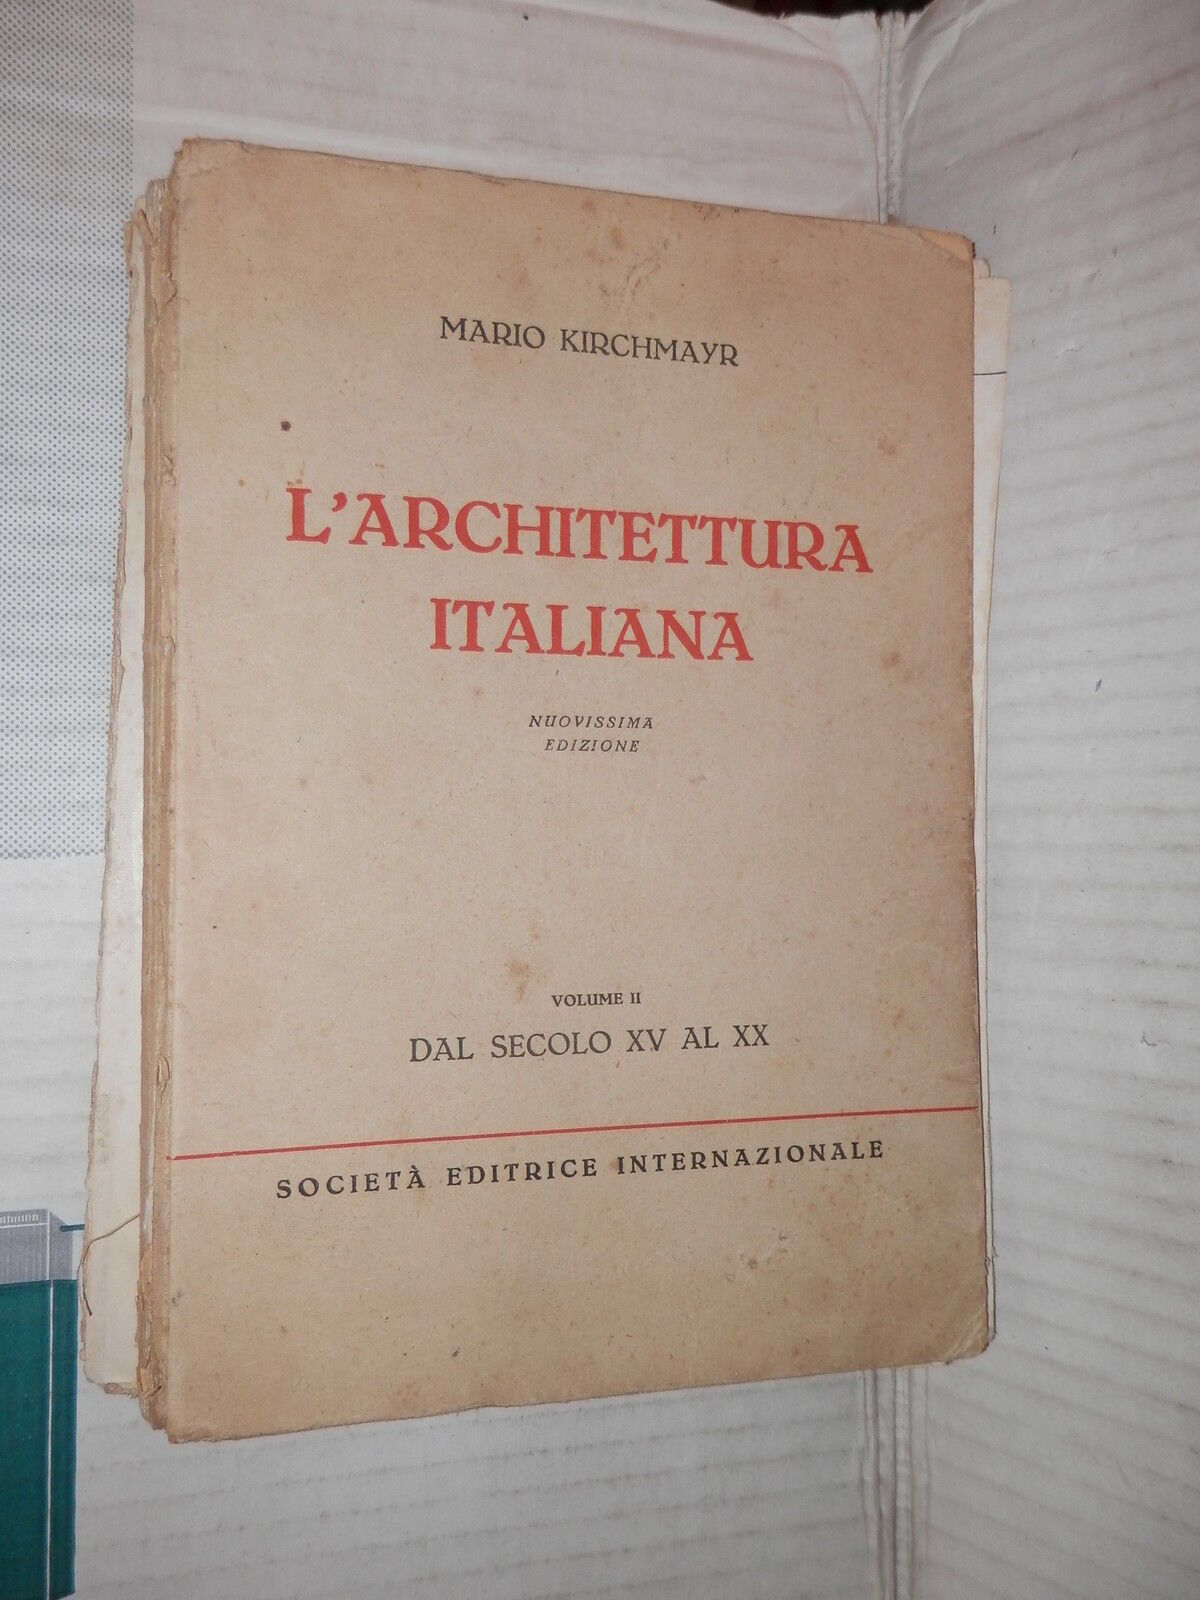 MARIO KIRCHMAYR
L'ARCHITETTURA
ITALIANA
NUOVISSIMA
EDIZIONE
VOLUME II
DAL SECOLO XV AL XX
SOCIETÀ EDITRICE INTERNAZIONALE